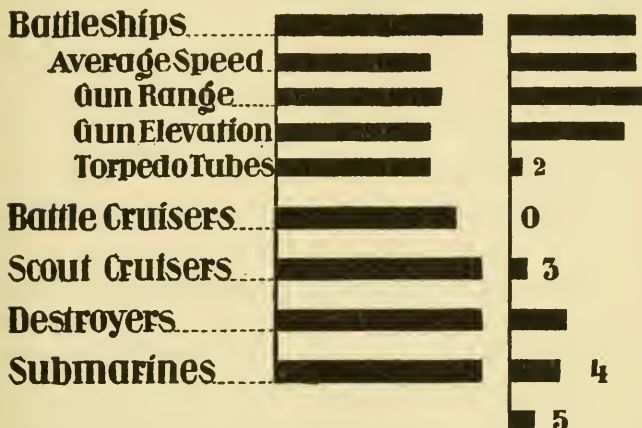 Battleships
Average Speed
Gun Range
Gun Elevation
Torpedo Tubes 2
Battle Cruisers 0
Scout Cruisers 3
Destroyers
Submarines 4
5